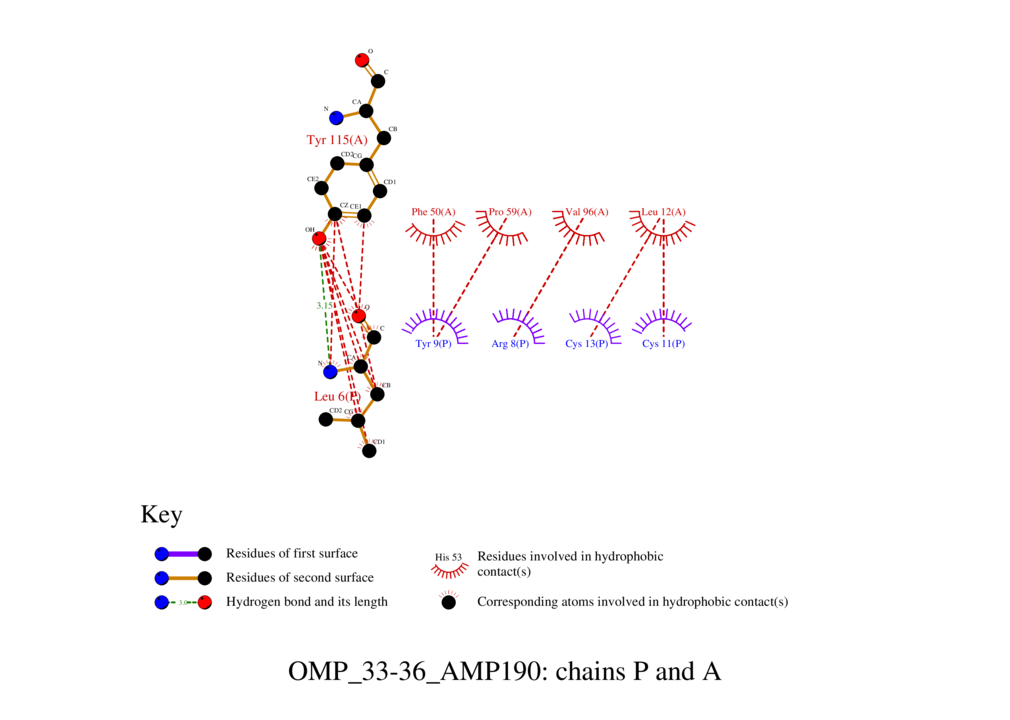 O
C
CA
N
CB
Tyr 115(A)
CD2
CG
CE2
CD1
CZ
CE1
OH
Phe 50(A)
Pro 59(A)
Val 96(A)
Leu 12(A)
3.15
O
C
Tyr 9(P)
Arg 8(P)
Cys 13(P)
Cys 11(P)
CA
N
CB
Leu 6(P)
CD2
CG
CD1
Key
Residues of first surface
Residues of second surface
3.0
Hydrogen bond and its length
His 53
Residues involved in hydrophobic
contact(s)
Corresponding atoms involved in hydrophobic contact(s)
OMP_33-36_AMP190: chains P and A